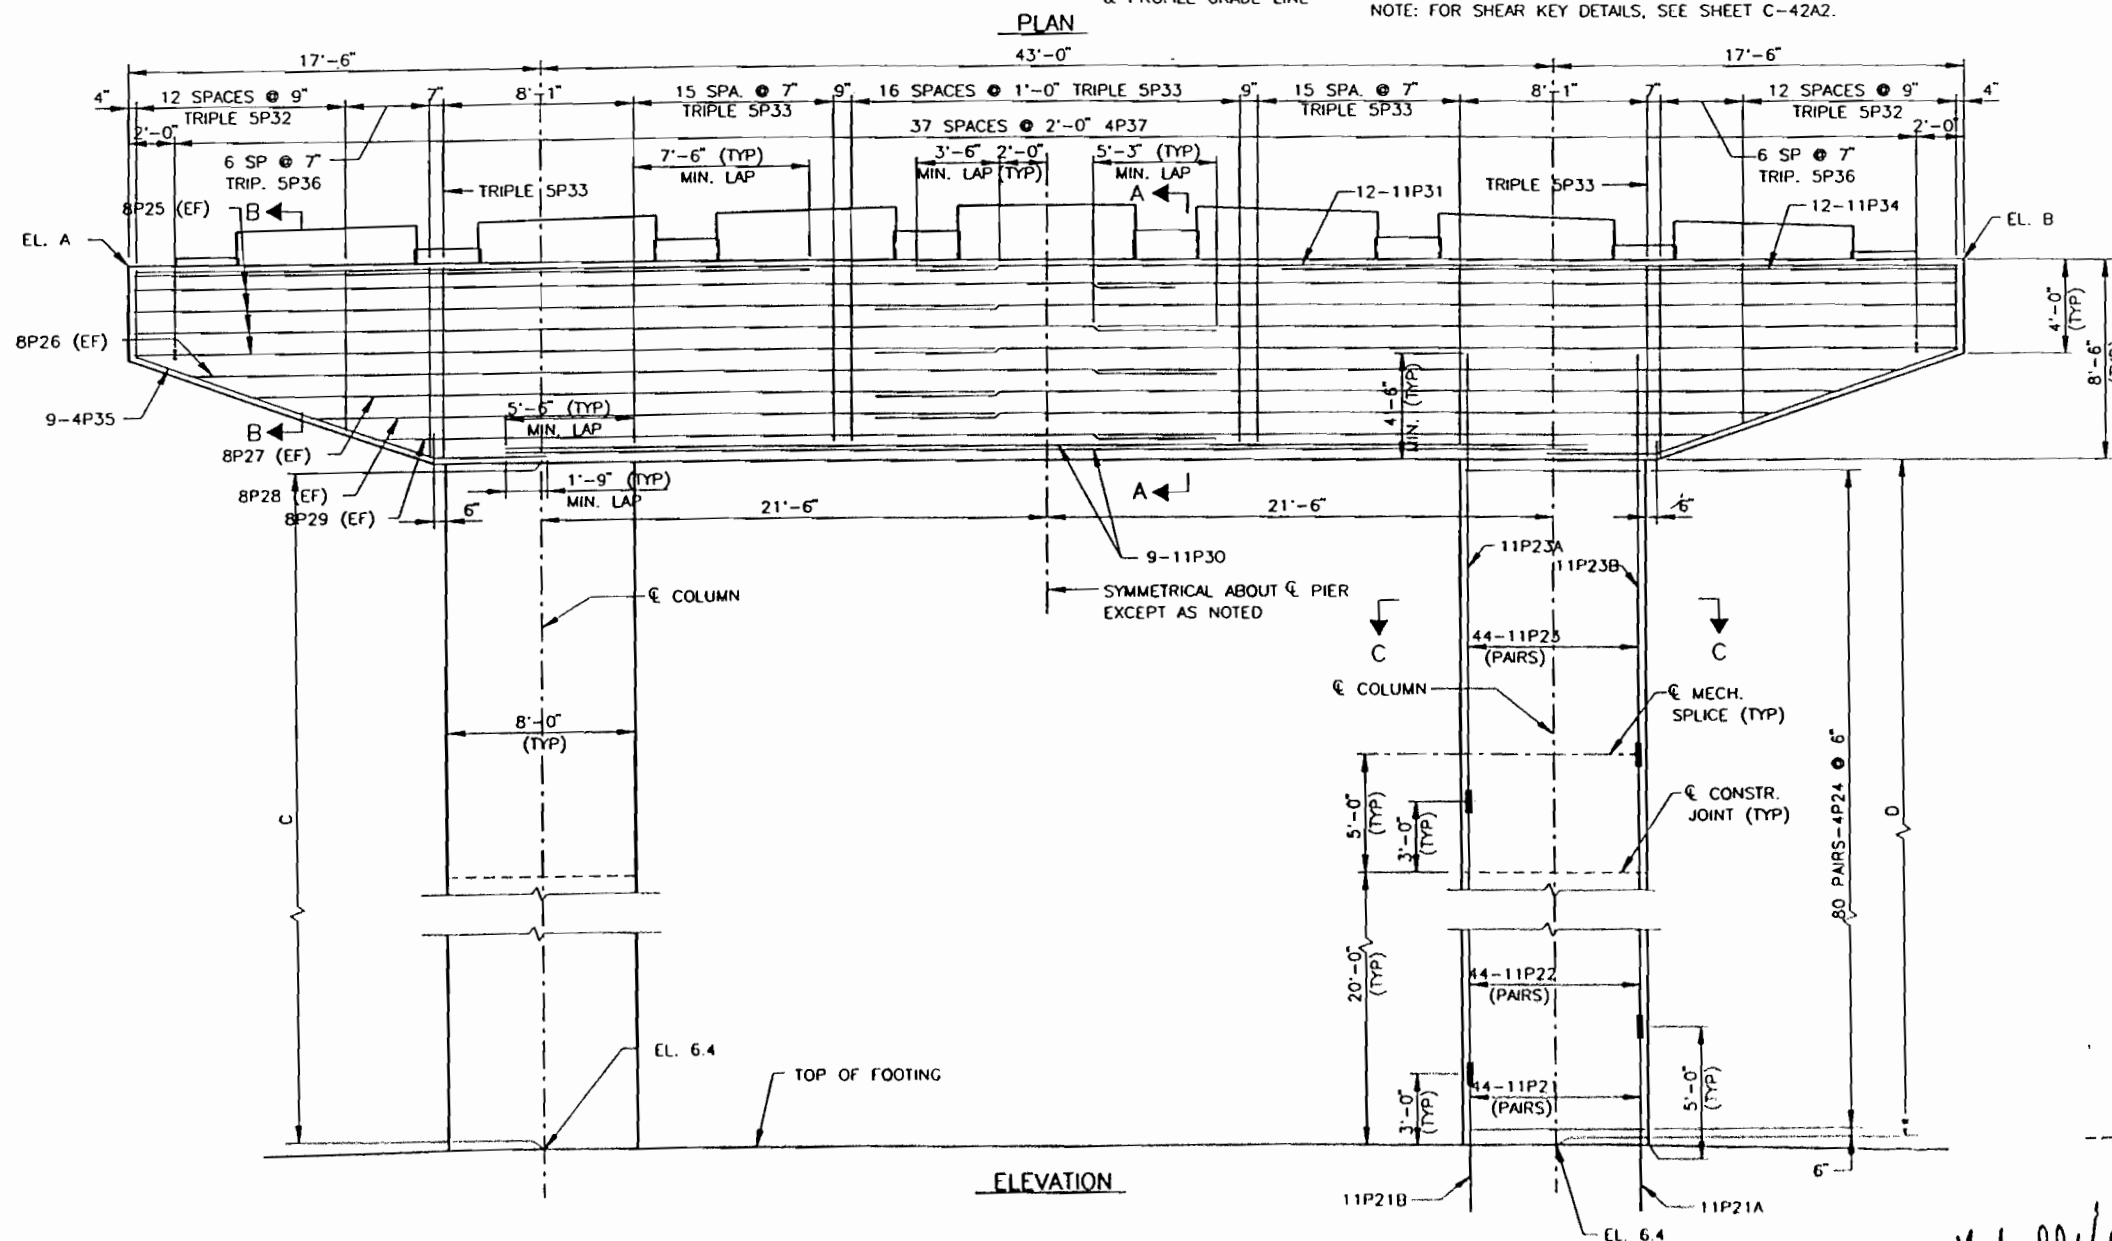 & PROFILE GRADE LINE
NOTE: FOR SHEAR KEY DETAILS, SEE SHEET C-42A2.
PLAN
17'-6" 43'-0" 17'-6"
4" 12 SPACES @ 9" 7" 8'-1" 15 SPA. @ 7" 9" 16 SPACES @ 1'-0" TRIPLE 5P33 9" 15 SPA. @ 7" 8'-1" 7" 12 SPACES @ 9" 4"
TRIPLE 5P32 TRIPLE 5P33 TRIPLE 5P33 TRIPLE 5P32
2'-0" 37 SPACES @ 2'-0" 4P37 2'-0"
6 SP @ 7" 7'-6" (TYP) 3'-6" 2'-0" 5'-3" (TYP) 6 SP @ 7"
TRIP. 5P36 MIN. LAP MIN. LAP (TYP) MIN. LAP TRIP. 5P36
TRIPLE 5P33 A 12-11P31 TRIPLE 5P33
8P25 (EF) B 12-11P34
EL. A EL. B
4'-0"
(TYP)
8P26 (EF)
8'-6"
4'-6"
MIN. (TYP)
9-4P35 5'-6" (TYP)
B MIN. LAP
8P27 (EF)
8P28 (EF) 1'-9" (TYP) A
8P29 (EF) 6" MIN. LAP 21'-6" 21'-6" 6"
9-11P30 11P23A
11P23B
℄ COLUMN SYMMETRICAL ABOUT ℄ PIER
EXCEPT AS NOTED
C 44-11P23 C
(PAIRS)
℄ COLUMN ℄ MECH.
SPLICE (TYP)
8'-0"
(TYP)
80 PAIRS-4P24 @ 6"
C 5'-0"
(TYP) 3'-0"
(TYP) ℄ CONSTR.
JOINT (TYP) D
20'-0"
(TYP) 44-11P22
(PAIRS)
EL. 6.4
TOP OF FOOTING 3'-0"
(TYP) 44-11P21
(PAIRS) 5'-0"
(TYP)
ELEVATION 6"
11P21B 11P21A
EL. 6.4